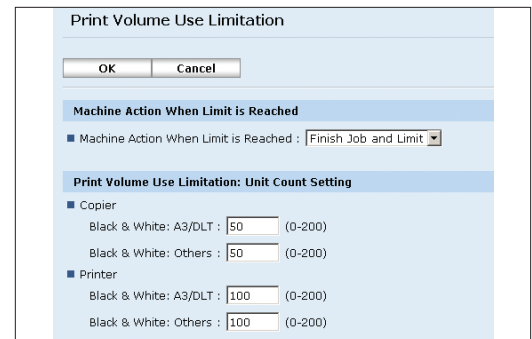 Print Volume Use Limitation
OK Cancel
Machine Action When Limit is Reached
Machine Action When Limit is Reached : Finish Job and Limit
Print Volume Use Limitation: Unit Count Setting
Copier
Black & White: A3/DLT : 50 (0-200)
Black & White: Others : 50 (0-200)
Printer
Black & White: A3/DLT : 100 (0-200)
Black & White: Others : 100 (0-200)